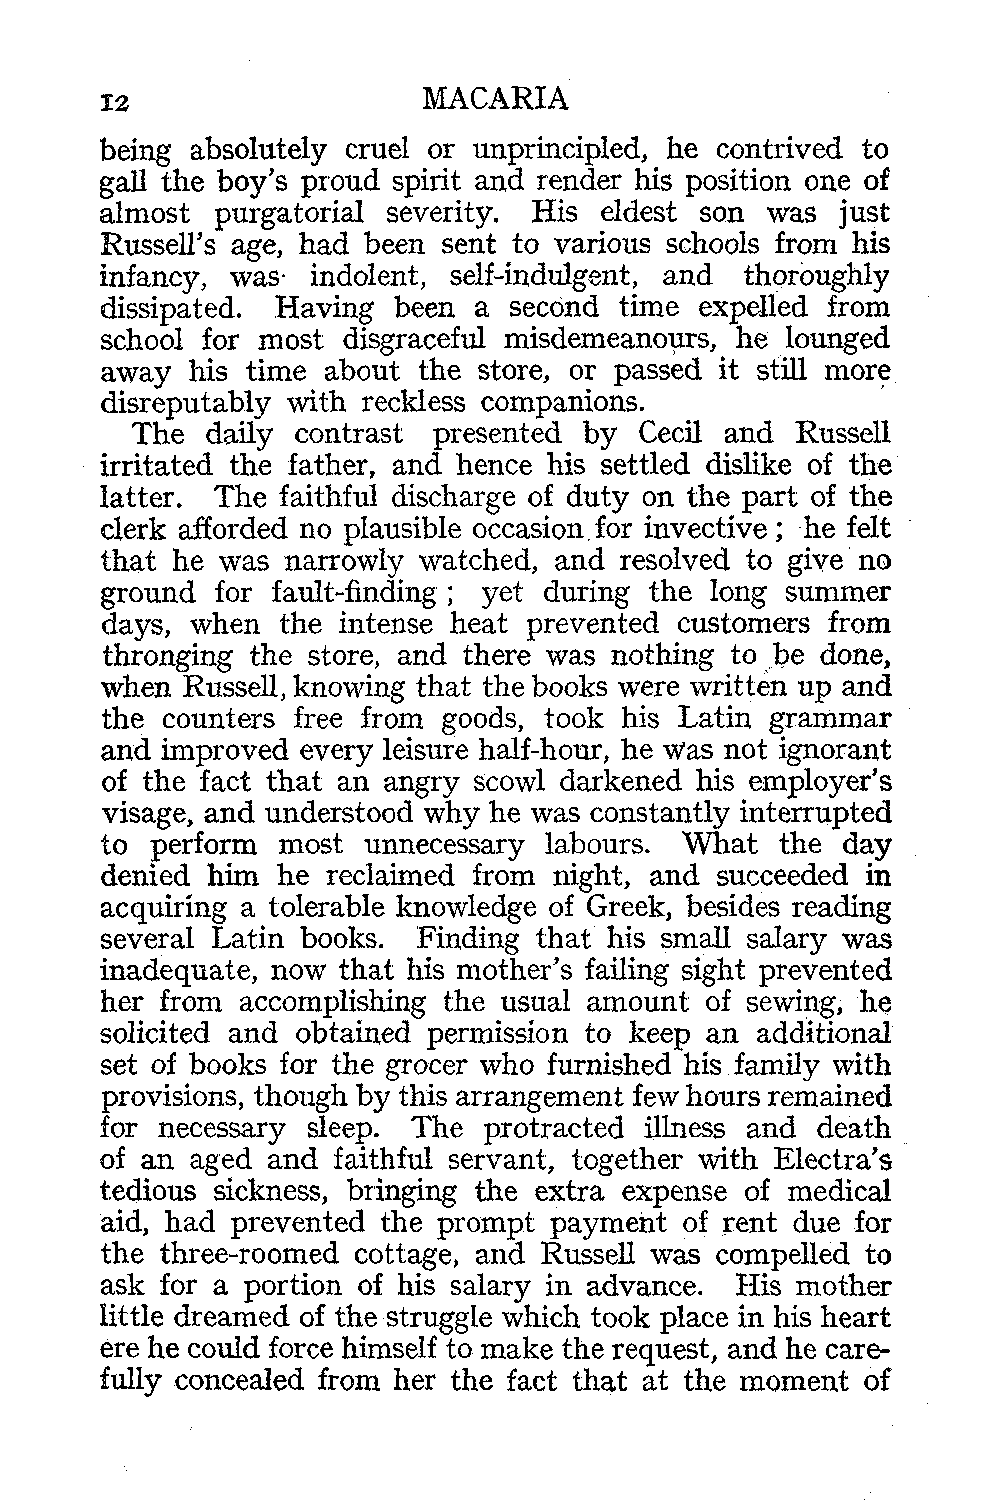 12 MACARIA
being absolutely cruel or unprincipled, he contrived to
gall the boy's proud spirit and render his position one of
almost purgatorial severity. His eldest son was just
Russell's age, had been sent to various schools from his
infancy, was indolent, self-indulgent, and thoroughly
dissipated. Having been a second time expelled from
school for most disgraceful misdemeanours, he lounged
away his time about the store, or passed it still more
disreputably with reckless companions.
The daily contrast presented by Cecil and Russell
irritated the father, and hence his settled dislike of the
latter. The faithful discharge of duty on the part of the
clerk afforded no plausible occasion for invective ; he felt
that he was narrowly watched, and resolved to give no
ground for fault-finding ; yet during the long summer
days, when the intense heat prevented customers from
thronging the store, and there was nothing to be done,
when Russell, knowing that the books were written up and
the counters free from goods, took his Latin grammar
and improved every leisure half-hour, he was not ignorant
of the fact that an angry scowl darkened his employer's
visage, and understood why he was constantly interrupted
to perform most unnecessary labours. What the day
denied him he reclaimed from night, and succeeded in
acquiring a tolerable knowledge of Greek, besides reading
several Latin books. Finding that his small salary was
inadequate, now that his mother's failing sight prevented
her from accomplishing the usual amount of sewing, he
solicited and obtained permission to keep an additional
set of books for the grocer who furnished his family with
provisions, though by this arrangement few hours remained
for necessary sleep. The protracted illness and death
of an aged and faithful servant, together with Electra's
tedious sickness, bringing the extra expense of medical
aid, had prevented the prompt payment of rent due for
the three-roomed cottage, and Russell was compelled to
ask for a portion of his salary in advance. His mother
little dreamed of the struggle which took place in his heart
ere he could force himself to make the request, and he care-
fully concealed from her the fact that at the moment of